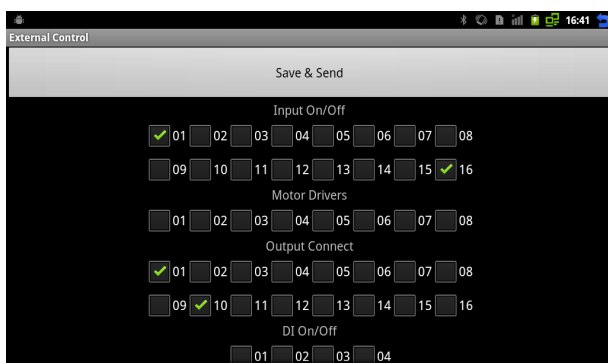 16:41
External Control
Save & Send
Input On/Off
01 02 03 04 05 06 07 08
09 10 11 12 13 14 15 16
Motor Drivers
01 02 03 04 05 06 07 08
Output Connect
01 02 03 04 05 06 07 08
09 10 11 12 13 14 15 16
DI On/Off
01 02 03 04